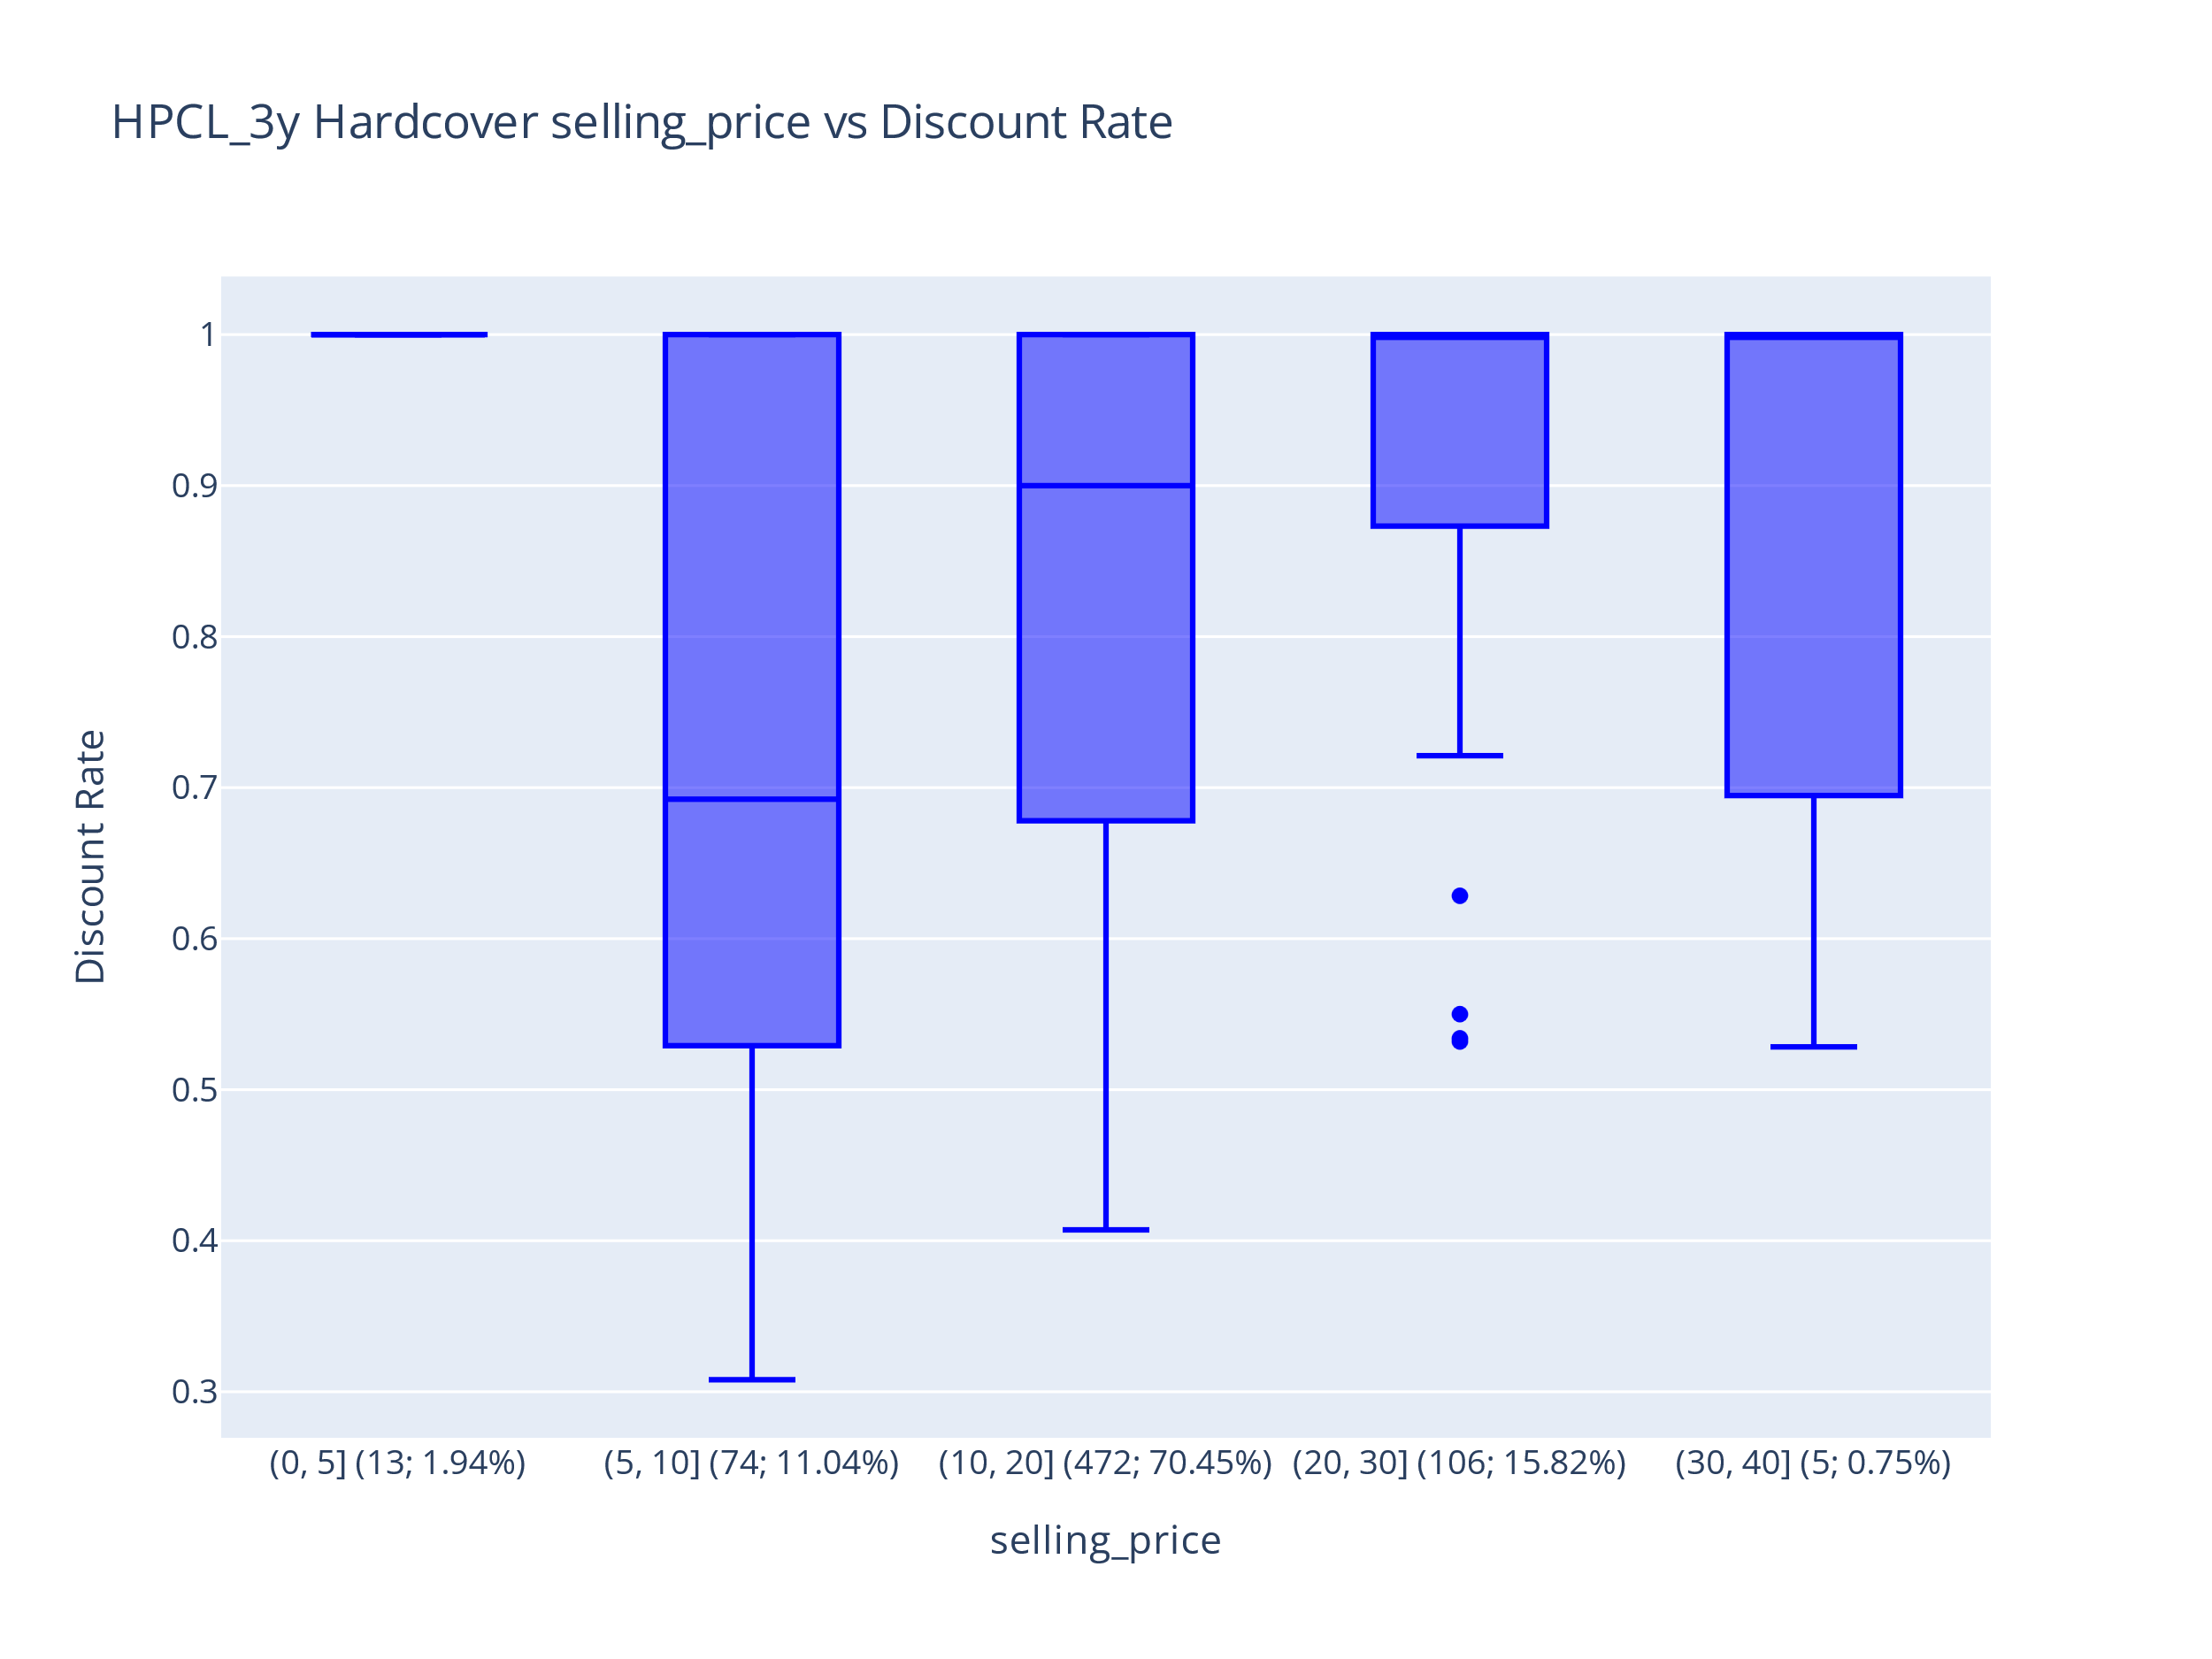 HPCL_3y Hardcover selling_price vs Discount Rate
1
0.9
0.8
0.7
0.6
0.5
0.4
0.3
Discount Rate
(0, 5] (13; 1.94%) (5, 10] (74; 11.04%) (10, 20] (472; 70.45%) (20, 30] (106; 15.82%) (30, 40] (5; 0.75%)
selling_price